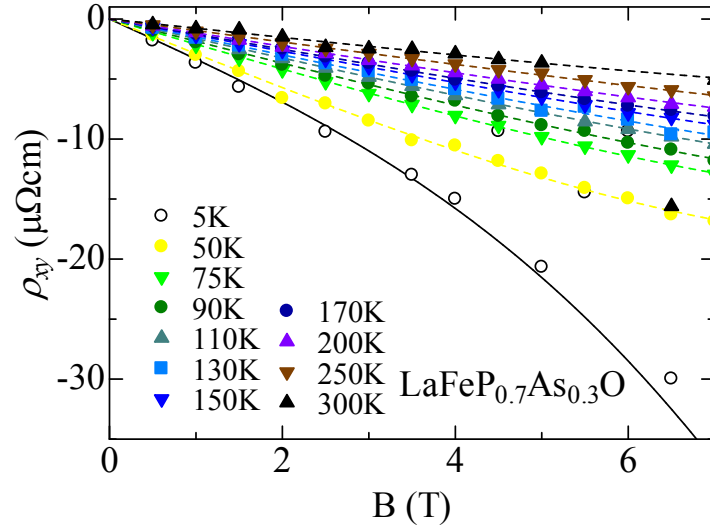 0
-10
-20
-30
ρxy (μΩcm)
5K
50K
75K
90K
110K
130K
150K
170K
200K
250K
300K
LaFeP0.7As0.3O
0
2
4
6
B (T)